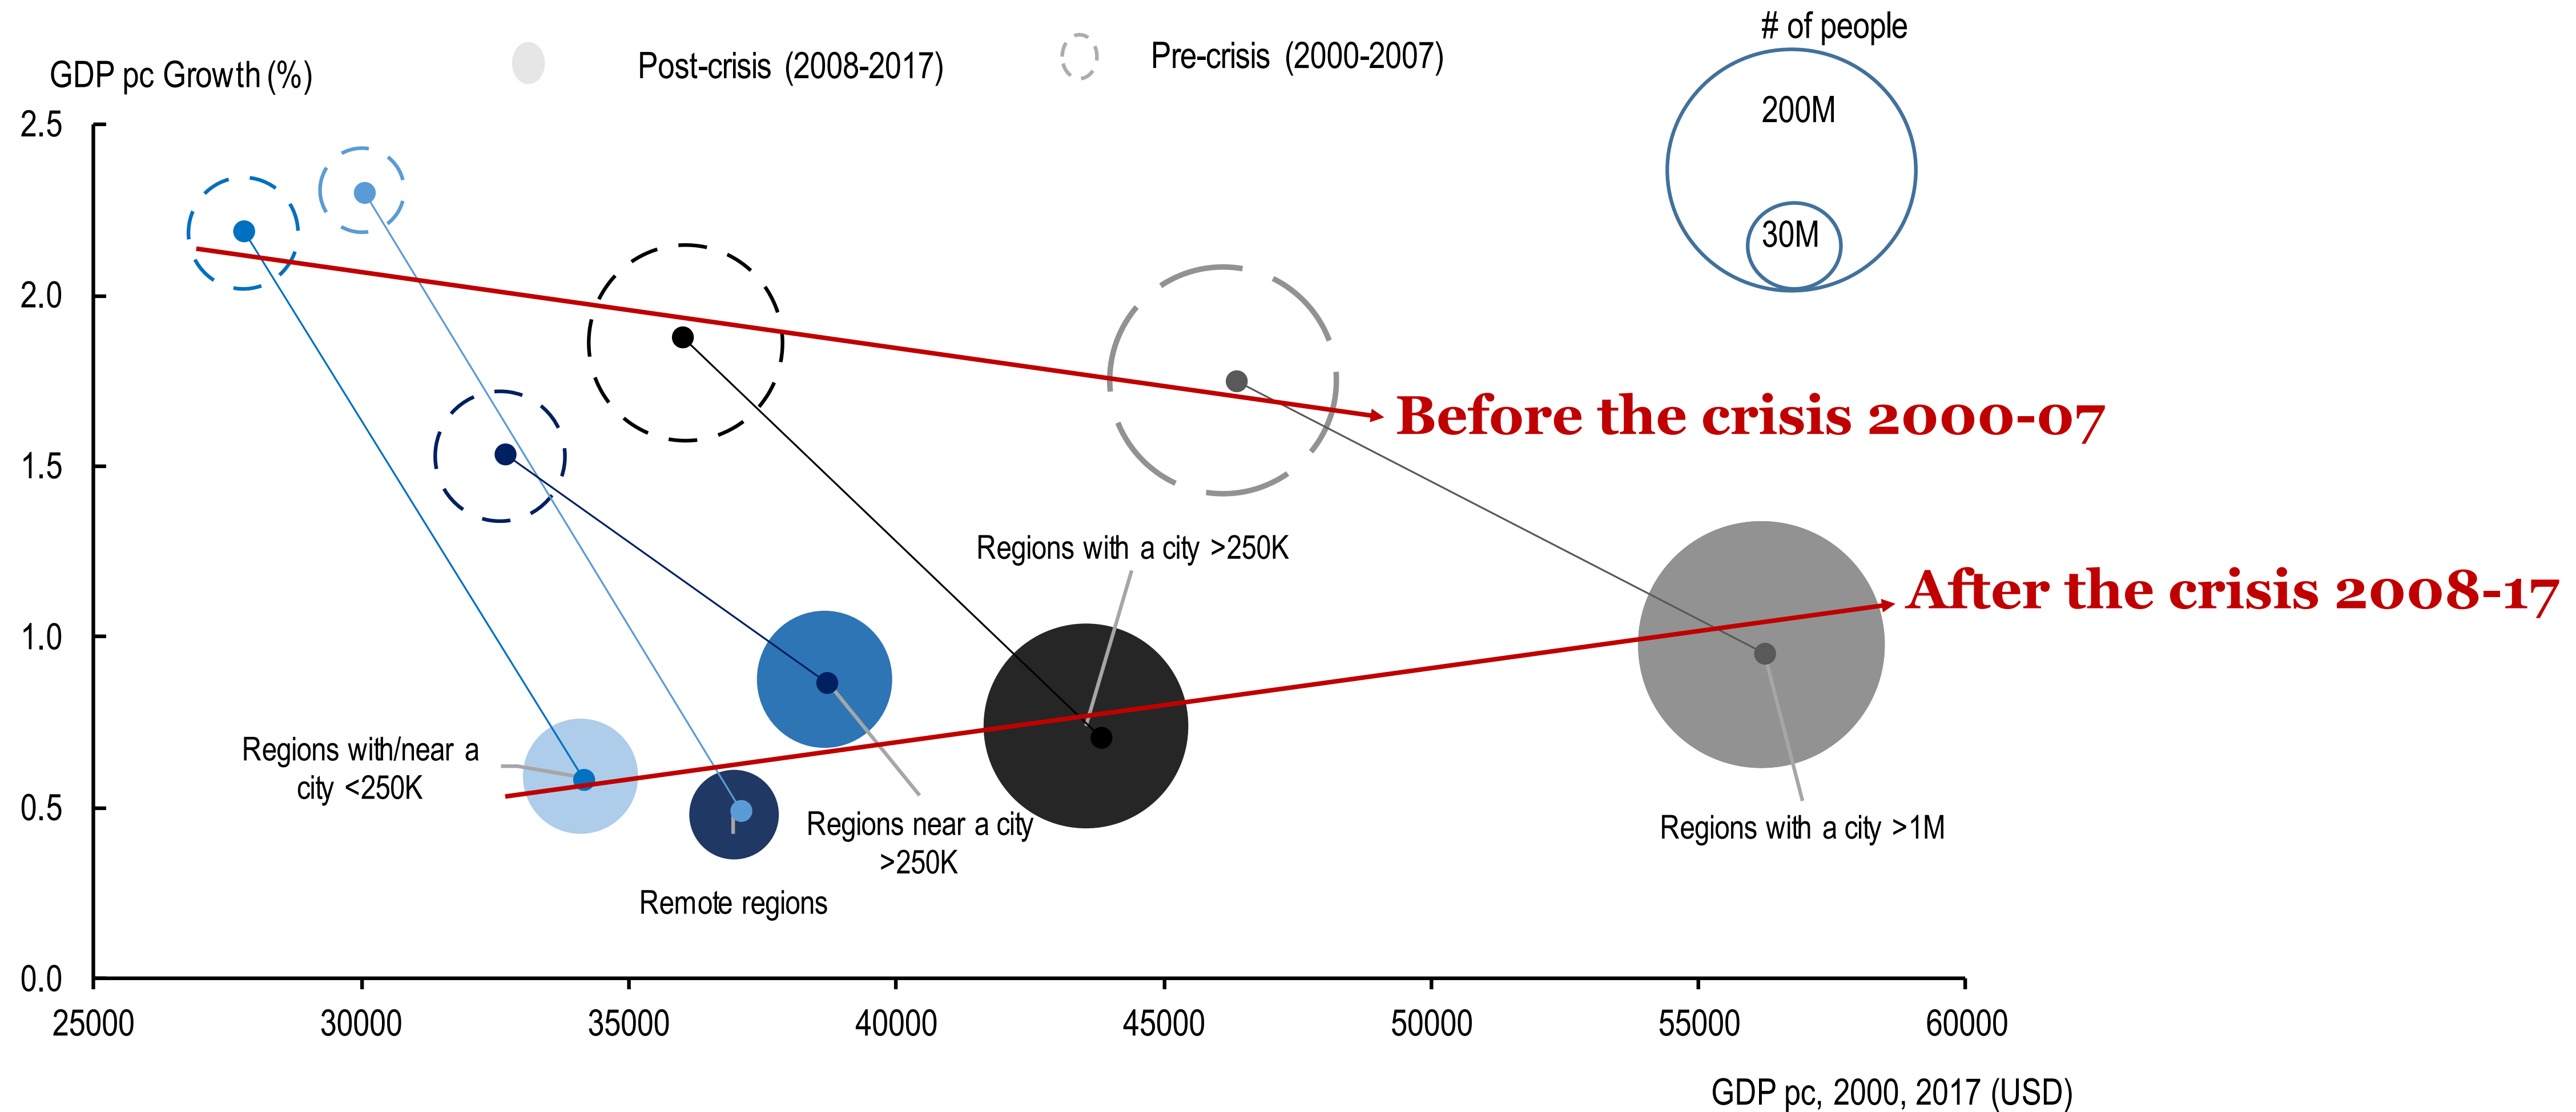 # of people
Post-crisis (2008-2017)
Pre-crisis (2000-2007)
GDP pc Growth (%)
200M
30M
2.5
2.0
1.5
1.0
0.5
0.0
Before the crisis 2000-07
Regions with a city >250K
After the crisis 2008-17
Regions with/near a
city <250K
Regions near a city
>250K
Regions with a city >1M
Remote regions
25000
30000
35000
40000
45000
50000
55000
60000
GDP pc, 2000, 2017 (USD)